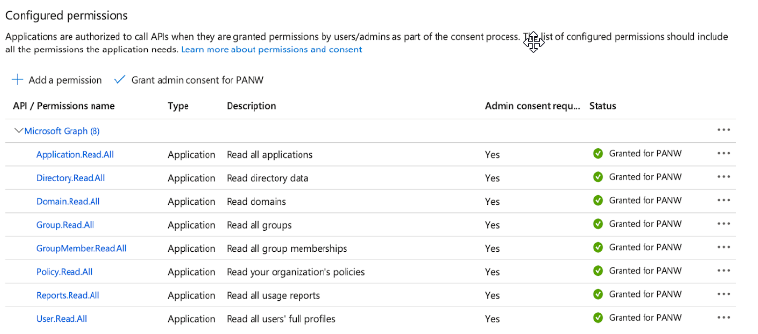 Configured permissions
Applications are authorized to call APIs when they are granted permissions by users/admins as part of the consent process. The list of configured permissions should include
all the permissions the application needs. Learn more about permissions and consent
Add a permission Grant admin consent for PANW
API / Permissions name Type Description Admin consent requ... Status
Microsoft Graph (8) ...
Application.Read.All Application Read all applications Yes Granted for PANW ...
Directory.Read.All Application Read directory data Yes Granted for PANW ...
Domain.Read.All Application Read domains Yes Granted for PANW ...
Group.Read.All Application Read all groups Yes Granted for PANW ...
GroupMember.Read.All Application Read all group memberships Yes Granted for PANW ...
Policy.Read.All Application Read your organization's policies Yes Granted for PANW ...
Reports.Read.All Application Read all usage reports Yes Granted for PANW ...
User.Read.All Application Read all users' full profiles Yes Granted for PANW ...